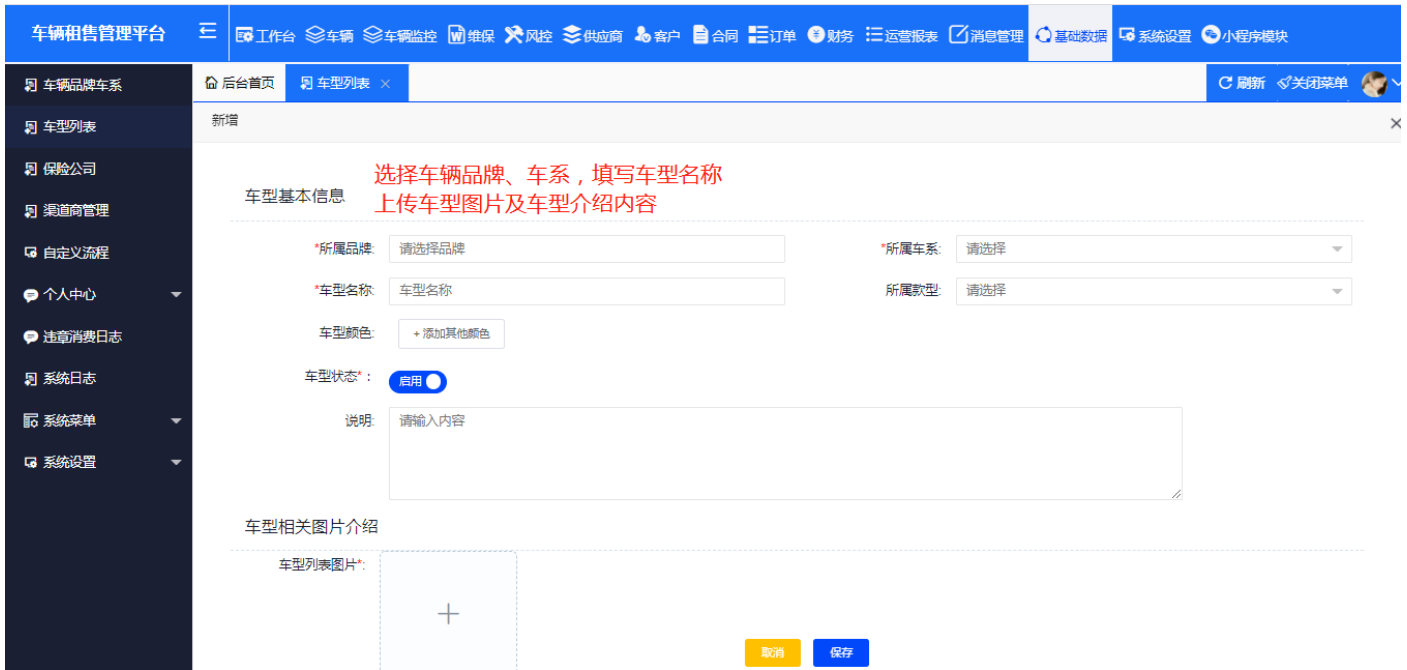 车辆租售管理平台
工作台 车辆 车辆监控 维保 风控 供应商 客户 合同 订单 财务 运营报表 消息管理 基础数据 系统设置 小程序模块
车辆品牌车系
车型列表
保险公司
渠道商管理
自定义流程
个人中心
违章消费日志
系统日志
系统菜单
系统设置
后台首页 车型列表 ×
刷新 关闭菜单
新增
选择车辆品牌、车系，填写车型名称
上传车型图片及车型介绍内容
车型基本信息
*所属品牌: 请选择品牌 *所属车系: 请选择
*车型名称: 车型名称 所属款型: 请选择
车型颜色: + 添加其他颜色
车型状态*： 启用
说明: 请输入内容
车型相关图片介绍
车型列表图片*:
取消 保存